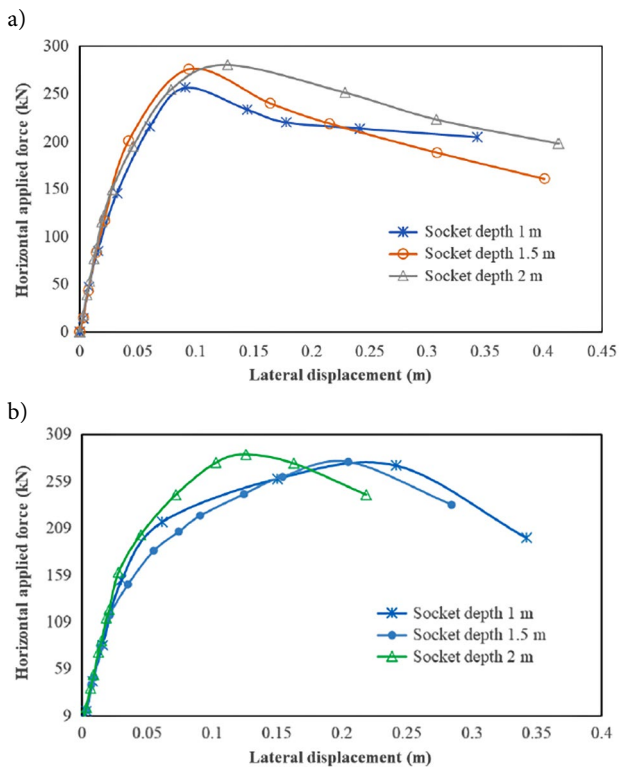 a)
300
250
200
150
100
50
0
Horizontal applied force (kN)
Socket depth 1 m
Socket depth 1.5 m
Socket depth 2 m
0 0.05 0.1 0.15 0.2 0.25 0.3 0.35 0.4 0.45
Lateral displacement (m)
b)
309
259
209
159
109
59
9
Horizontal applied force (kN)
Socket depth 1 m
Socket depth 1.5 m
Socket depth 2 m
0 0.05 0.1 0.15 0.2 0.25 0.3 0.35 0.4
Lateral displacement (m)